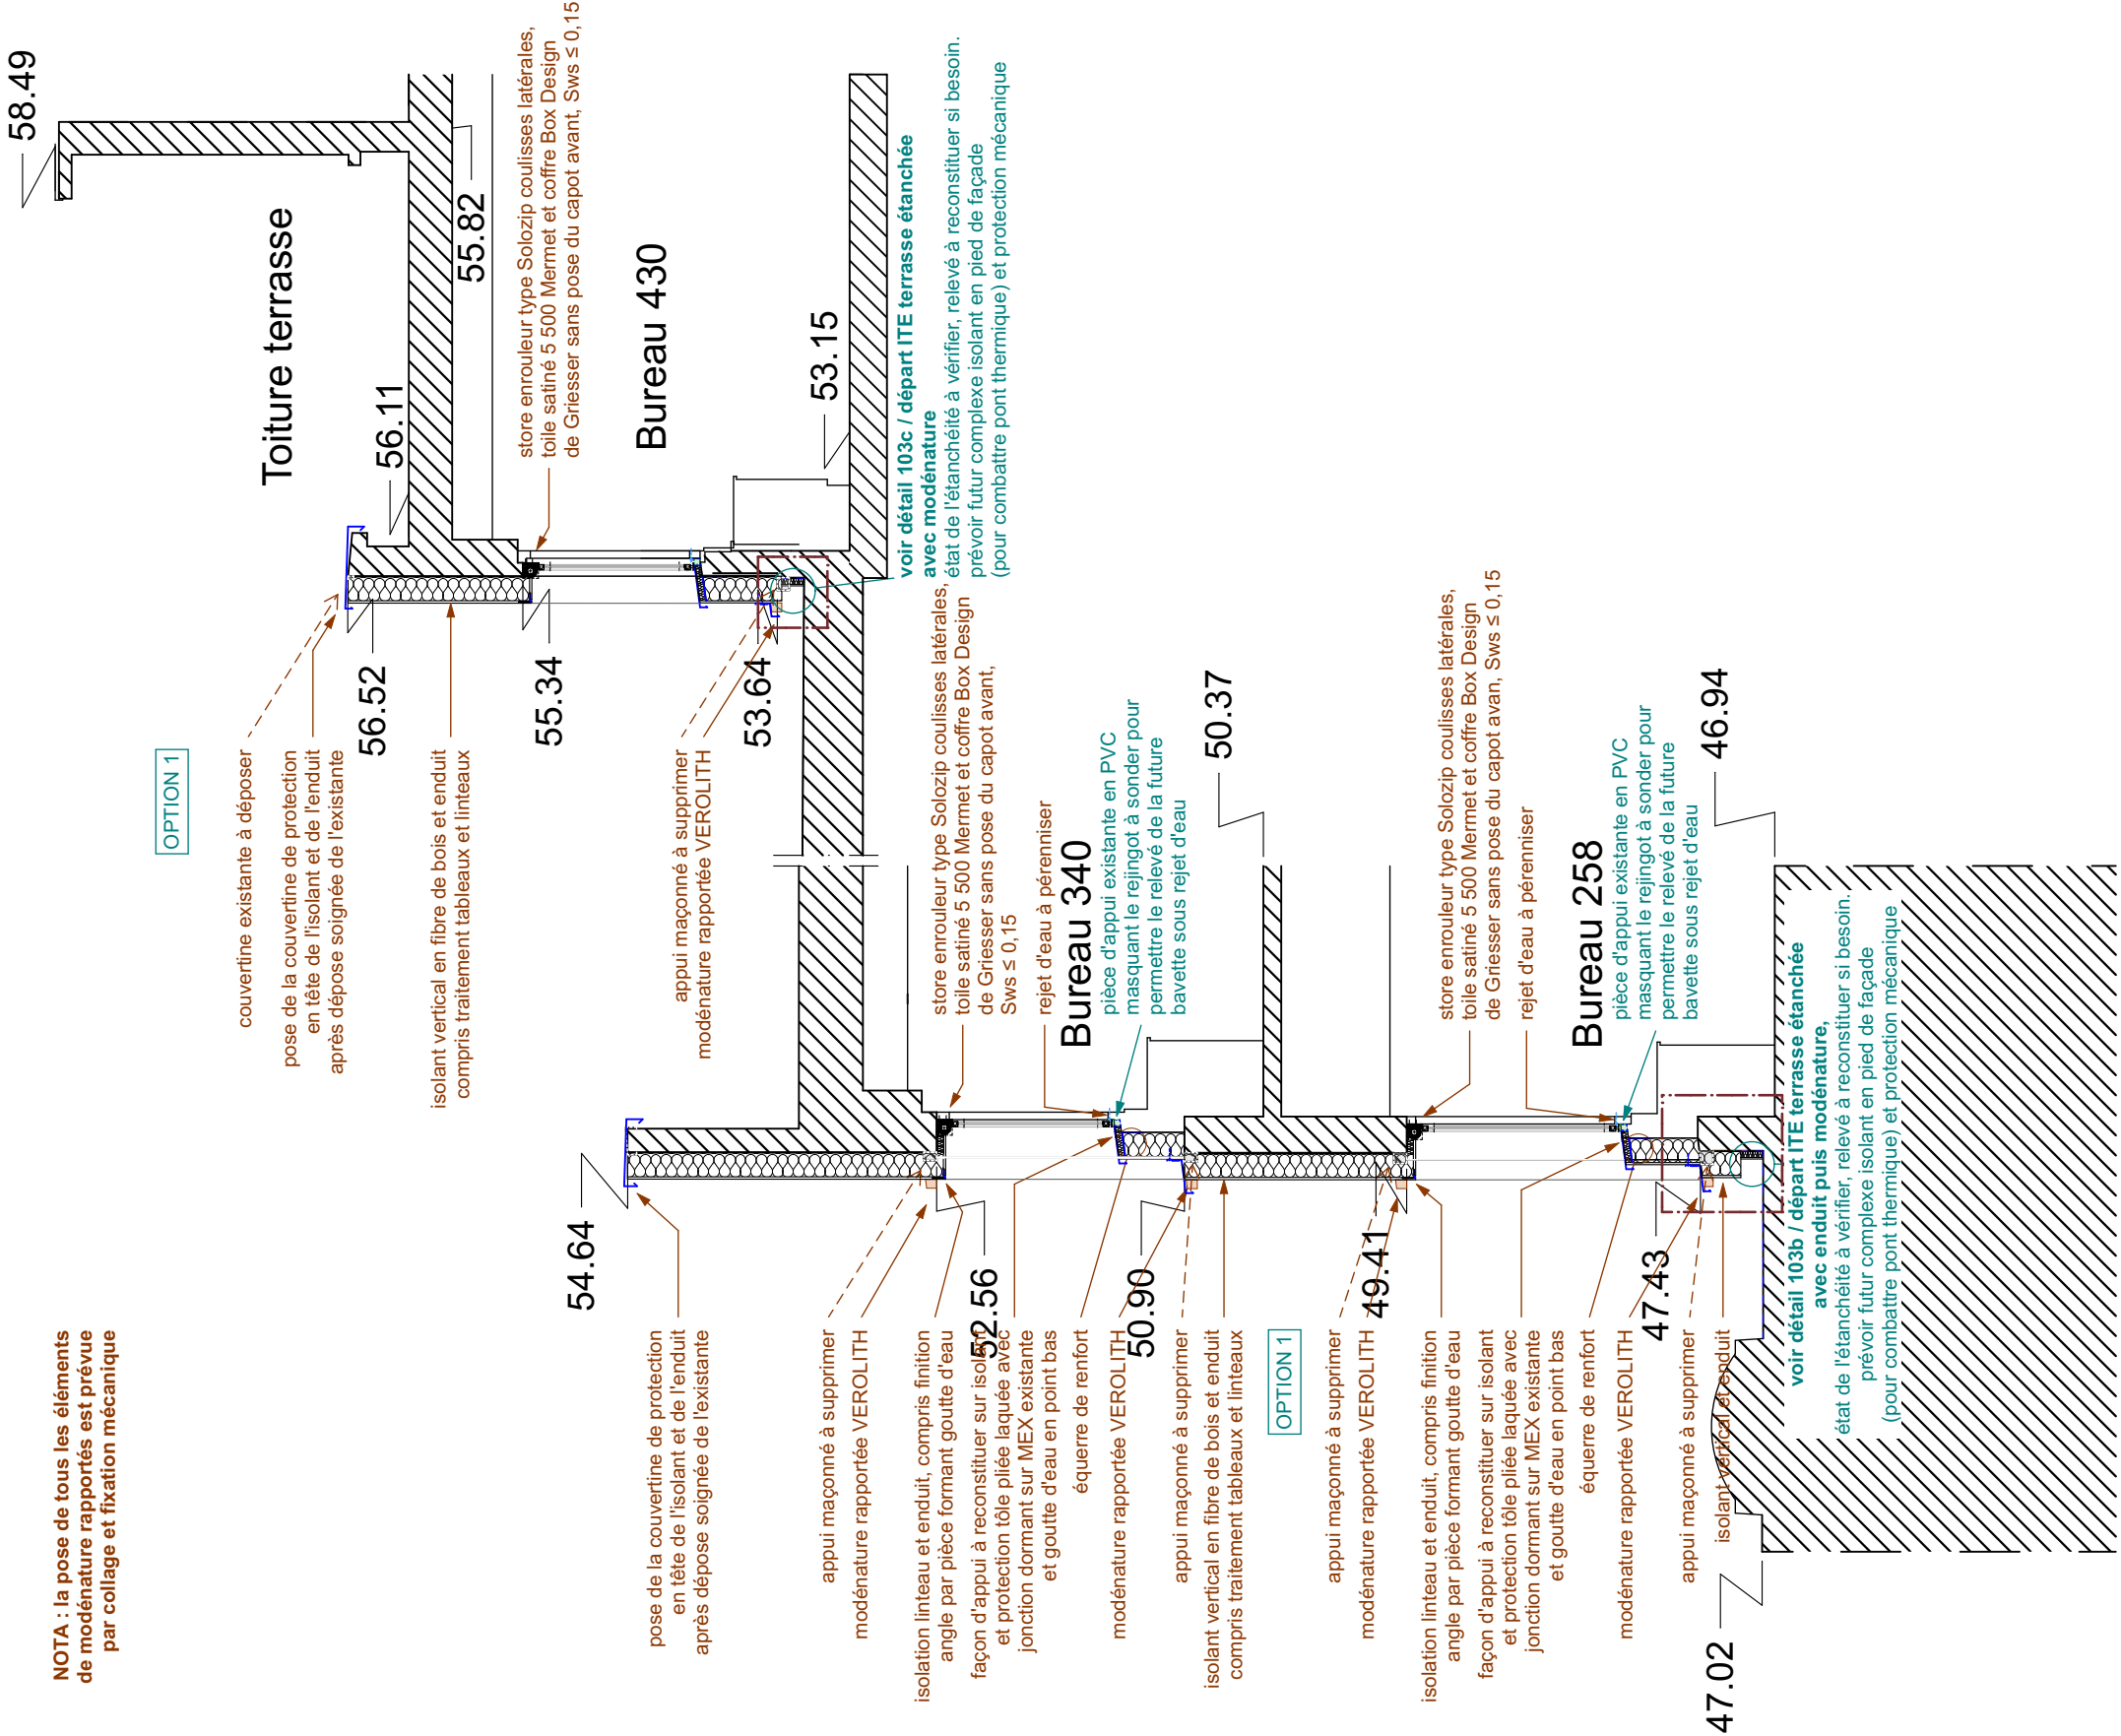 NOTA : la pose de tous les éléments
de modénature rapportés est prévue
par collage et fixation mécanique
58.49
Toiture terrasse
56.11
55.82
OPTION 1
couvertine existante à déposer
pose de la couvertine de protection
en tête de l'isolant et de l'enduit
après dépose soignée de l'existante
56.52
isolant vertical en fibre de bois et enduit
compris traitement tableaux et linteaux
55.34
store enrouleur type Solozip coulisses latérales,
toile satiné 5 500 Mermet et coffre Box Design
de Griesser sans pose du capot avant, Sws ≤ 0,15
Bureau 430
appui maçonné à supprimer
modénature rapportée VEROLITH
53.64
53.15
voir détail 103c / départ ITE terrasse étanchée
avec modénature
état de l'étanchéité à vérifier, relevé à reconstituer si besoin.
prévoir futur complexe isolant en pied de façade
(pour combattre pont thermique) et protection mécanique
54.64
pose de la couvertine de protection
en tête de l'isolant et de l'enduit
après dépose soignée de l'existante
appui maçonné à supprimer
modénature rapportée VEROLITH
isolation linteau et enduit, compris finition
angle par pièce formant goutte d'eau
52.56
façon d'appui à reconstituer sur isolant
et protection tôle pliée laquée avec
jonction dormant sur MEX existante
et goutte d'eau en point bas
équerre de renfort
50.90
modénature rapportée VEROLITH
appui maçonné à supprimer
isolant vertical en fibre de bois et enduit
compris traitement tableaux et linteaux
store enrouleur type Solozip coulisses latérales,
toile satiné 5 500 Mermet et coffre Box Design
de Griesser sans pose du capot avant,
Sws ≤ 0,15
rejet d'eau à pérenniser
Bureau 340
pièce d'appui existante en PVC
masquant le rejingot à sonder pour
permettre le relevé de la future
bavette sous rejet d'eau
50.37
OPTION 1
appui maçonné à supprimer
49.41
modénature rapportée VEROLITH
isolation linteau et enduit, compris finition
angle par pièce formant goutte d'eau
façon d'appui à reconstituer sur isolant
et protection tôle pliée laquée avec
jonction dormant sur MEX existante
et goutte d'eau en point bas
équerre de renfort
modénature rapportée VEROLITH
47.43
appui maçonné à supprimer
isolant vertical et enduit
47.02
store enrouleur type Solozip coulisses latérales,
toile satiné 5 500 Mermet et coffre Box Design
de Griesser sans pose du capot avan, Sws ≤ 0,15
rejet d'eau à pérenniser
Bureau 258
pièce d'appui existante en PVC
masquant le rejingot à sonder pour
permettre le relevé de la future
bavette sous rejet d'eau
46.94
voir détail 103b / départ ITE terrasse étanchée
avec enduit puis modénature,
état de l'étanchéité à vérifier, relevé à reconstituer si besoin.
prévoir futur complexe isolant en pied de façade
(pour combattre pont thermique) et protection mécanique